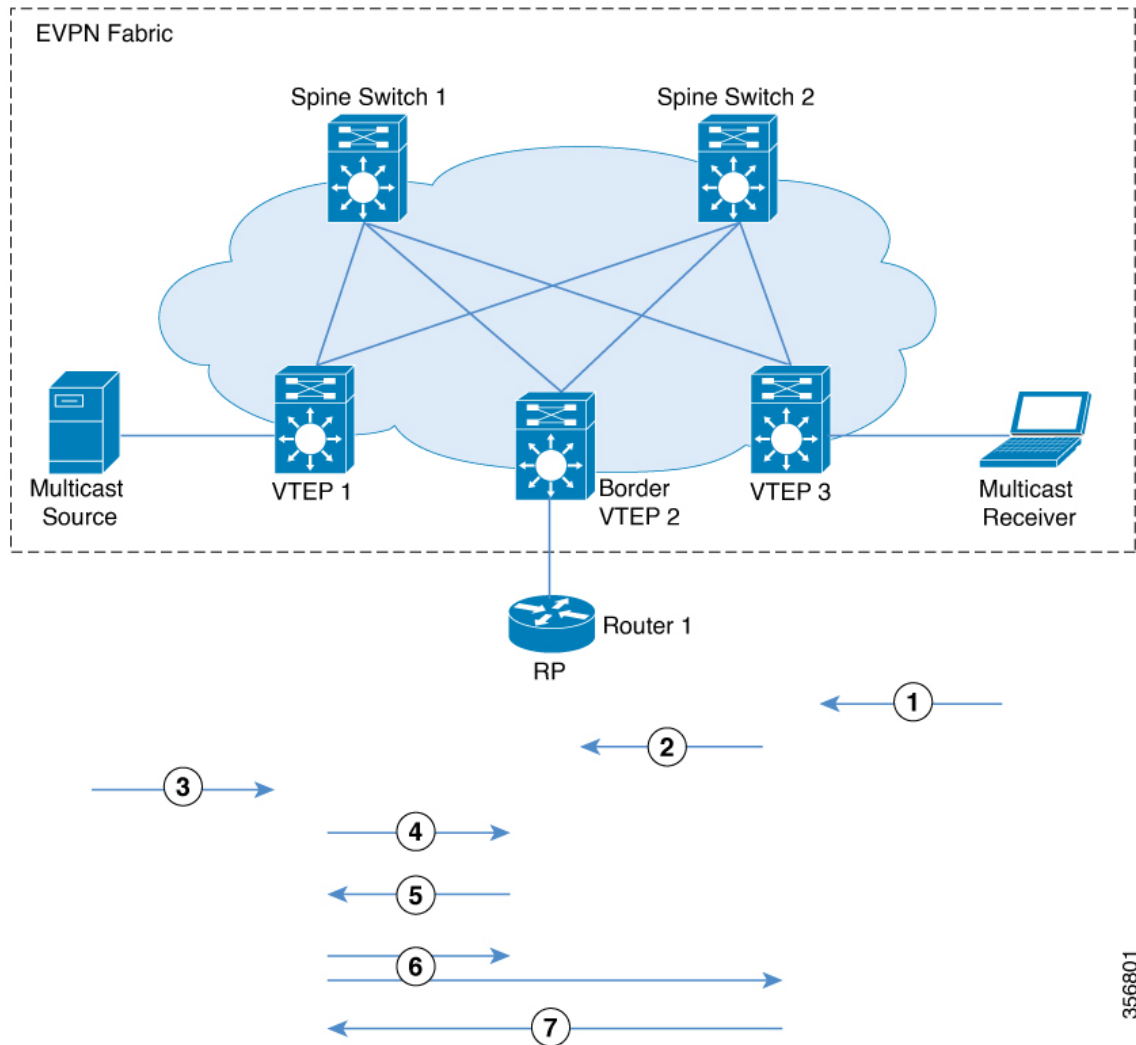 EVPN Fabric
Spine Switch 1
Spine Switch 2
Multicast
Source
VTEP 1
Border
VTEP 2
VTEP 3
Multicast
Receiver
Router 1
RP
1
2
3
4
5
6
7
356801